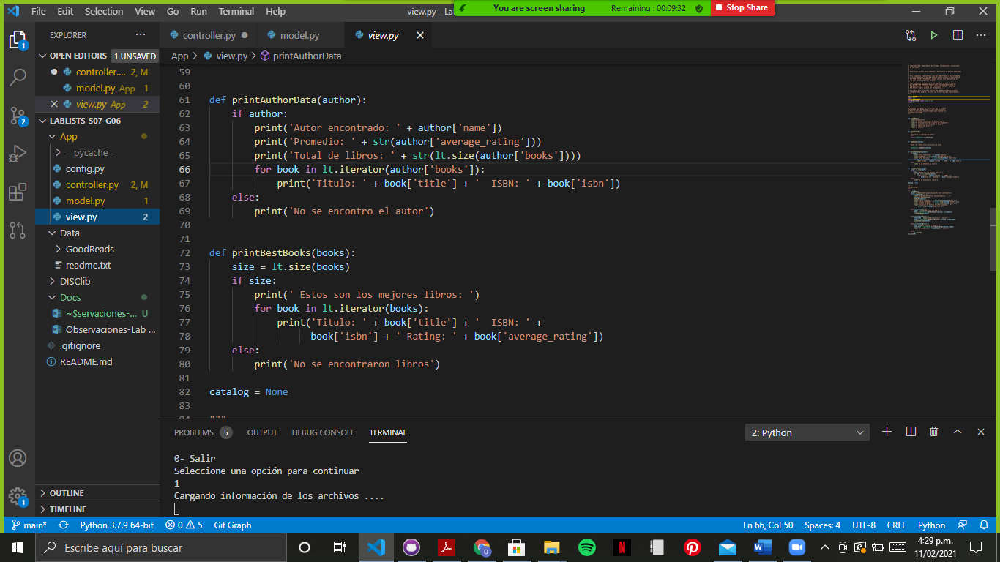 File Edit Selection View Go Run Terminal Help
view.py - La
You are screen sharing
Remaining : 00:09:32
Stop Share
EXPLORER
OPEN EDITORS 1 UNSAVED
controller.... 2, M
model.py App 1
view.py App 2
LABLISTS-S07-G06
App
__pycache__
config.py
controller.py 2, M
model.py 1
view.py 2
Data
GoodReads
readme.txt
DISClib
Docs
~$servaciones-... U
Observaciones-Lab ...
.gitignore
README.md
OUTLINE
TIMELINE
controller.py
model.py
view.py
App > view.py > printAuthorData
59
60
61 def printAuthorData(author):
62 if author:
63 print('Autor encontrado: ' + author['name'])
64 print('Promedio: ' + str(author['average_rating']))
65 print('Total de libros: ' + str(lt.size(author['books'])))
66 for book in lt.iterator(author['books']):
67 print('Titulo: ' + book['title'] + '  ISBN: ' + book['isbn'])
68 else:
69 print('No se encontro el autor')
70
71
72 def printBestBooks(books):
73 size = lt.size(books)
74 if size:
75 print(' Estos son los mejores libros: ')
76 for book in lt.iterator(books):
77 print('Titulo: ' + book['title'] + '  ISBN: ' +
78 book['isbn'] + ' Rating: ' + book['average_rating'])
79 else:
80 print('No se encontraron libros')
81
82 catalog = None
83
84 """
PROBLEMS 5 OUTPUT DEBUG CONSOLE TERMINAL
2: Python
0- Salir
Seleccione una opción para continuar
1
Cargando información de los archivos ....
1
2
1
main* Python 3.7.9 64-bit 0 5 Git Graph
Ln 66, Col 50 Spaces: 4 UTF-8 CRLF Python
Escribe aquí para buscar
4:29 p.m.
11/02/2021